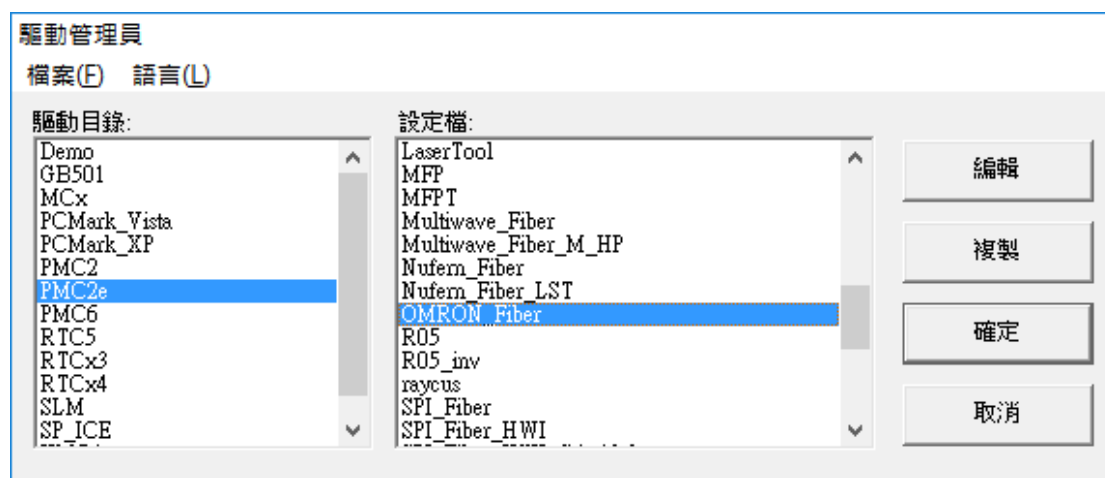 驅動管理員
檔案(F) 語言(L)
驅動目錄:
Demo
GB501
MCx
PCMark_Vista
PCMark_XP
PMC2
PMC2e
PMC6
RTC5
RTCx3
RTCx4
SLM
SP_ICE
設定檔:
LaserTool
MFP
MFPT
Multiwave_Fiber
Multiwave_Fiber_M_HP
Nufern_Fiber
Nufern_Fiber_LST
OMRON_Fiber
R05
R05_inv
raycus
SPI_Fiber
SPI_Fiber_HWI
編輯
複製
確定
取消